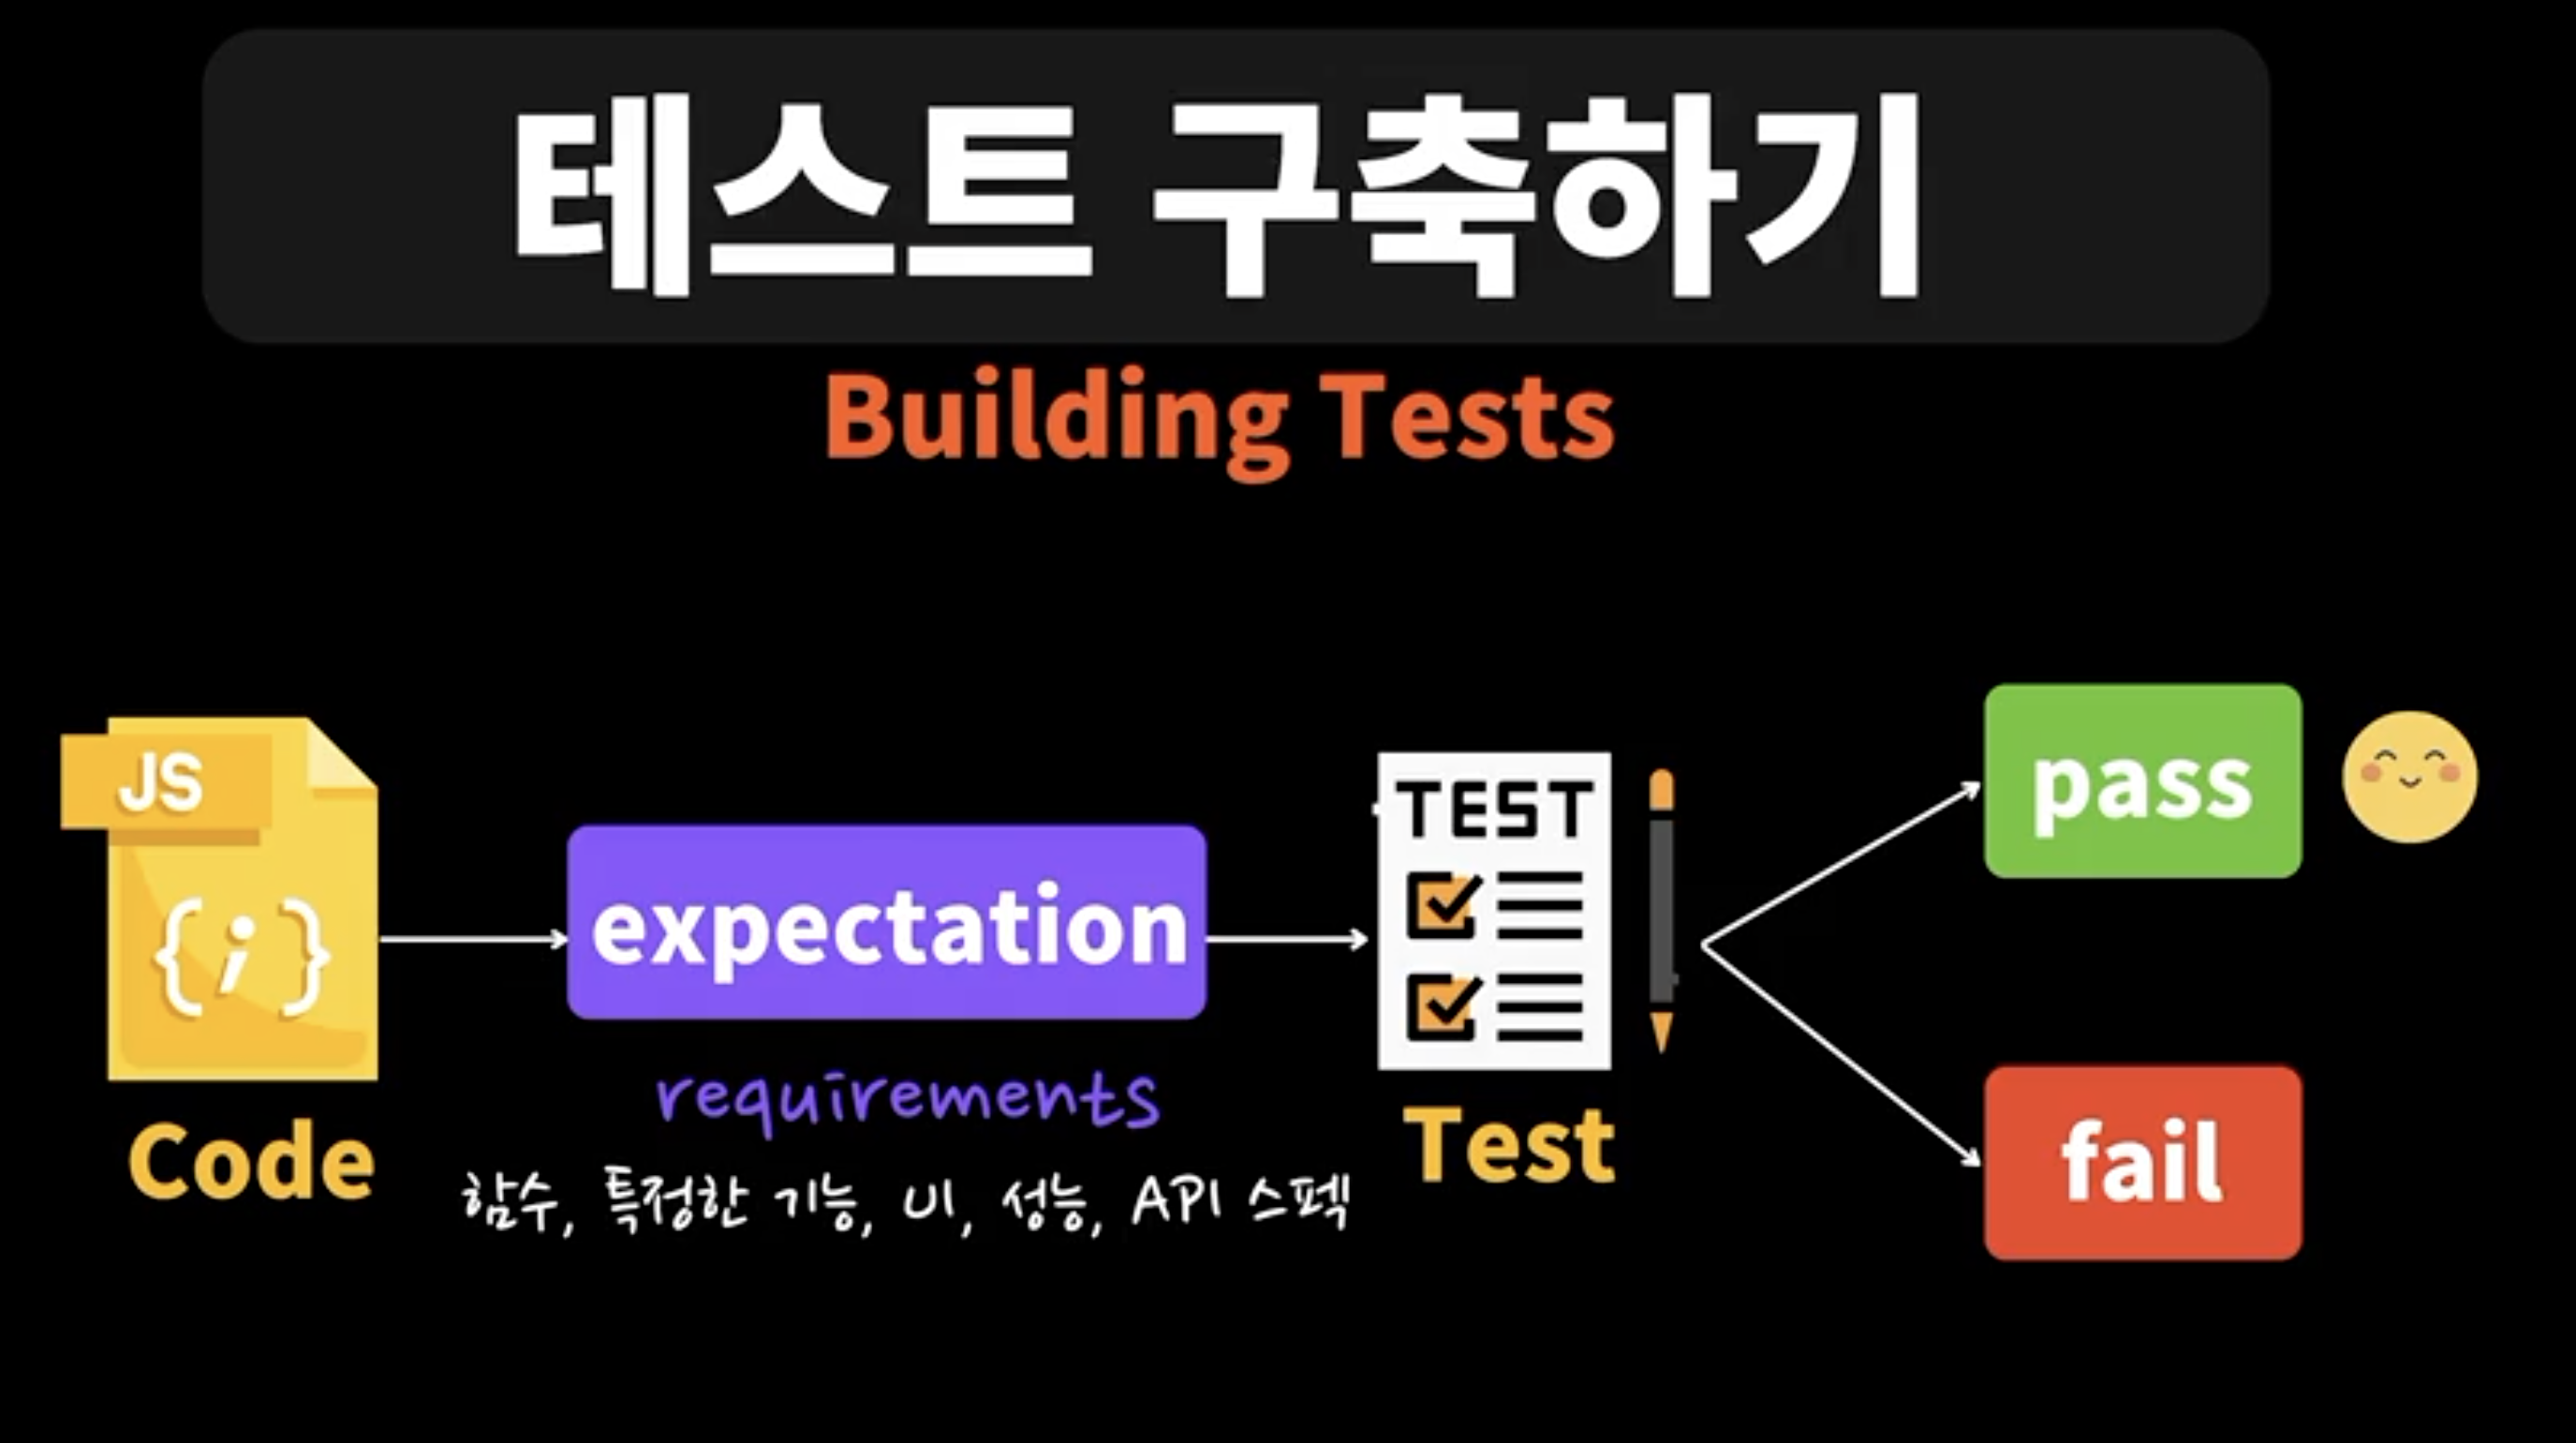 테스트 구축하기
Building Tests
JS
{;}
Code
expectation
requirements
함수, 특정한 기능, UI, 성능, API 스펙
TEST
Test
pass
fail